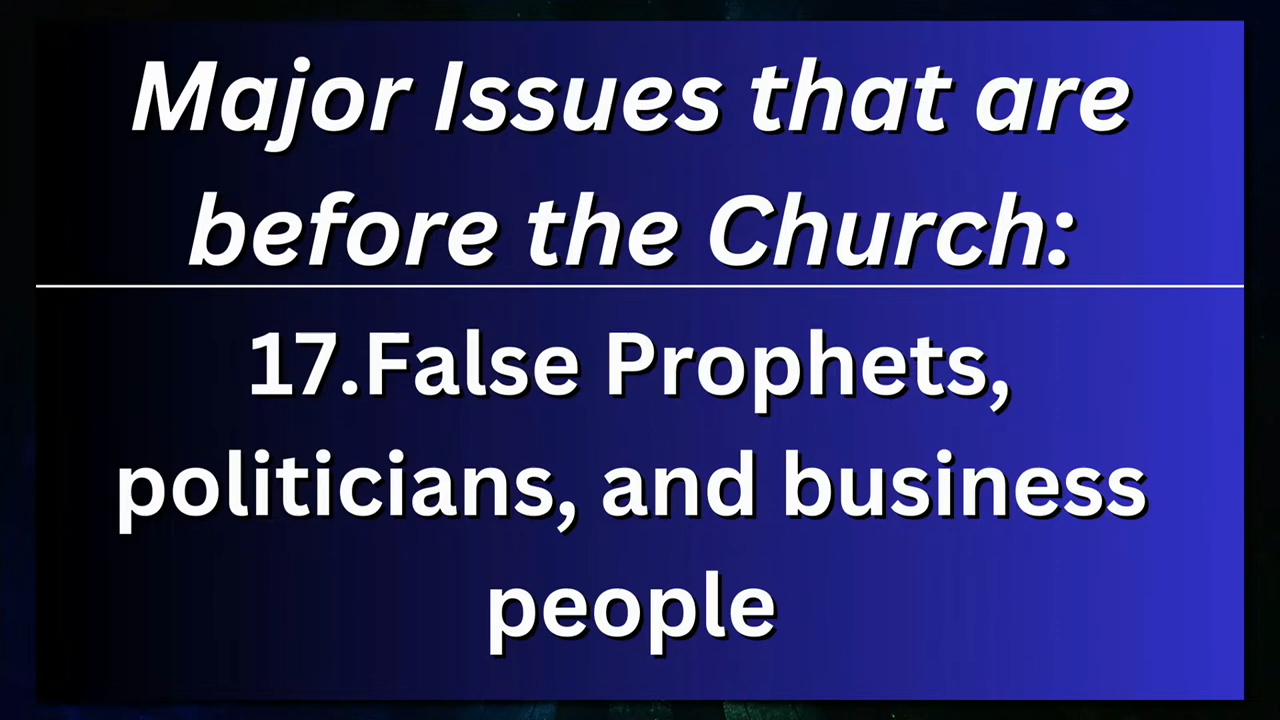 Major Issues that are
before the Church:
17.False Prophets,
politicians, and business
people